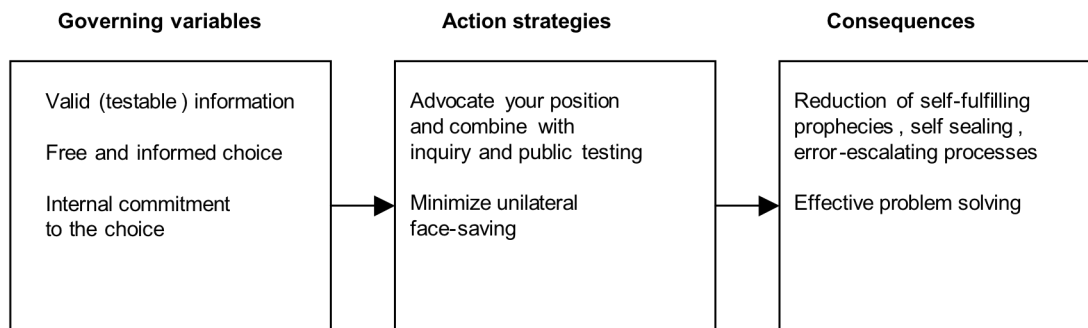 Governing variables
Action strategies
Consequences
Valid (testable) information
Free and informed choice
Internal commitment
to the choice
Advocate your position
and combine with
inquiry and public testing
Minimize unilateral
face-saving
Reduction of self-fulfilling
prophecies , self sealing ,
error-escalating processes
Effective problem solving